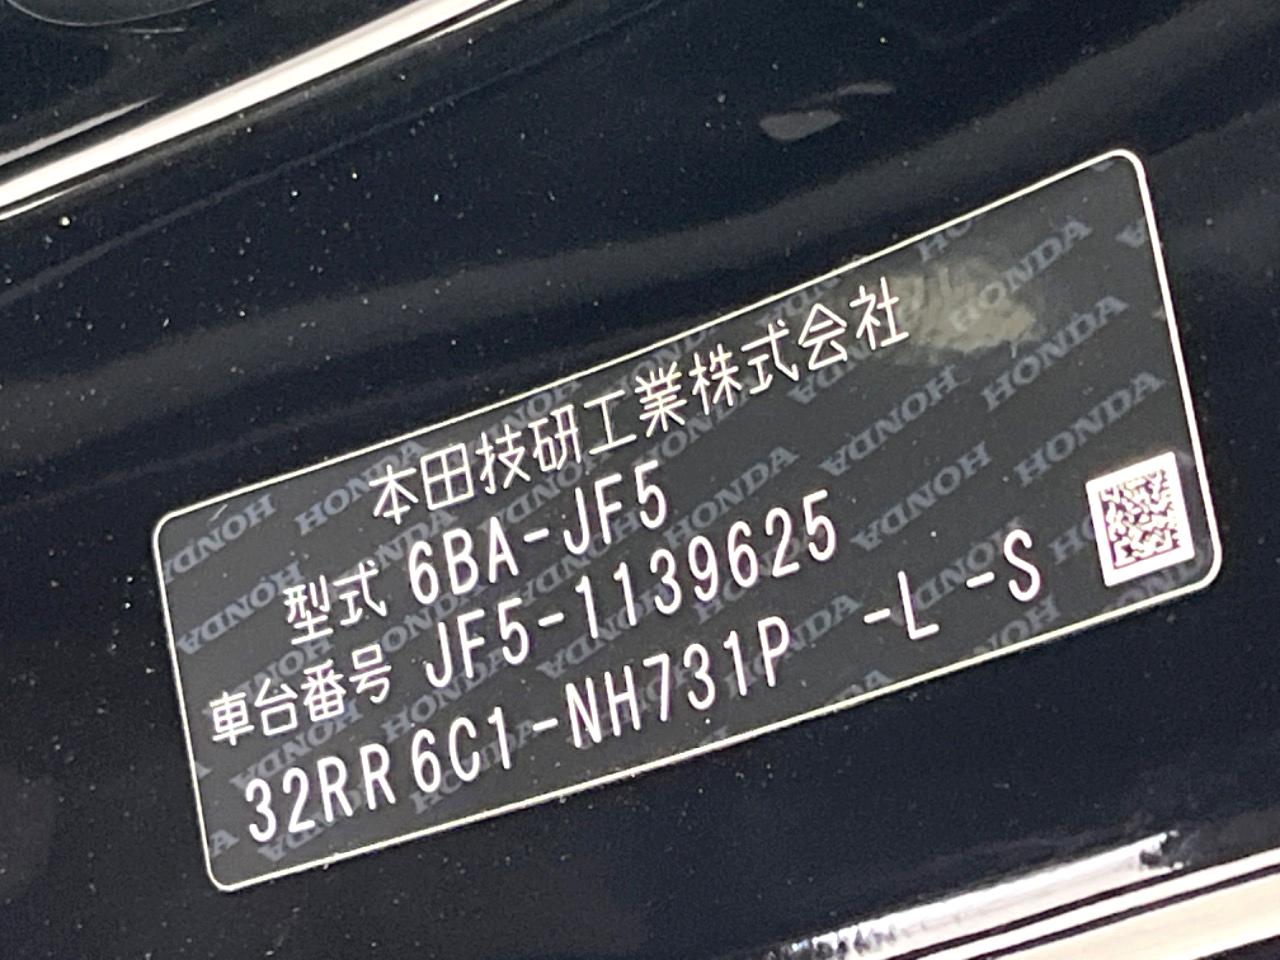 本田技研工業株式会社
型式 6BA-JF5
車台番号 JF5-1139625
32RR6C1-NH731P -L -S